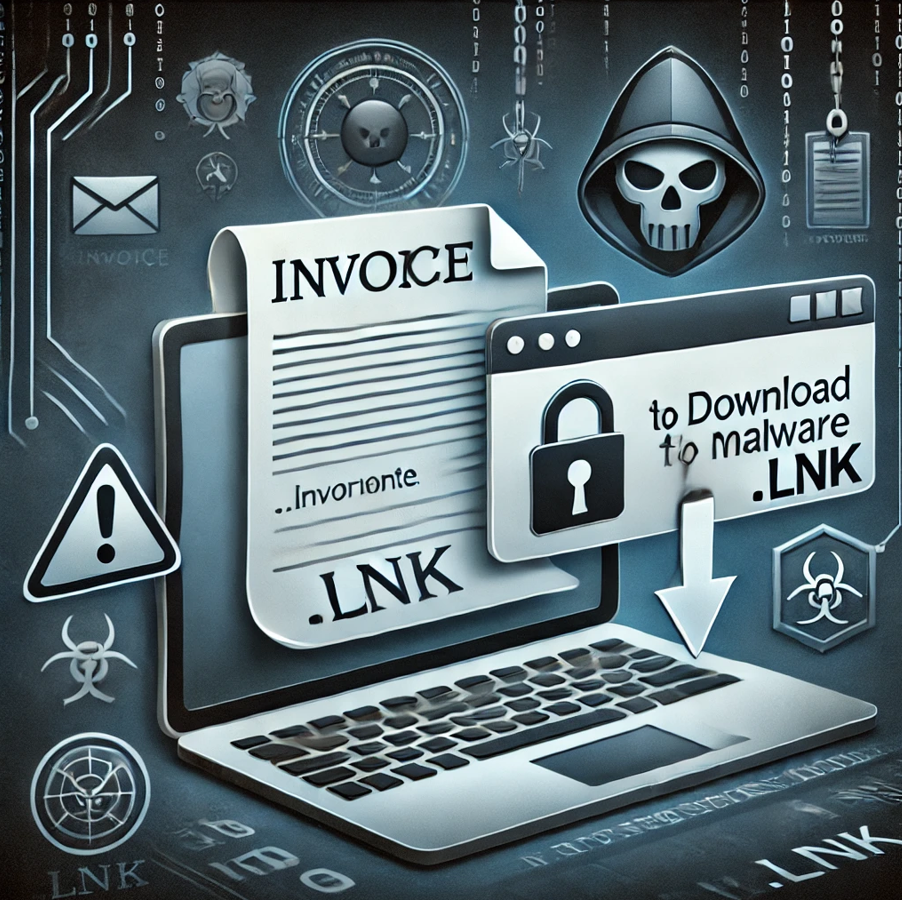 INVOICE
INVOICE
..Invorionte.
.LNK
to Download
to malware
.LNK
LNK
.LNK